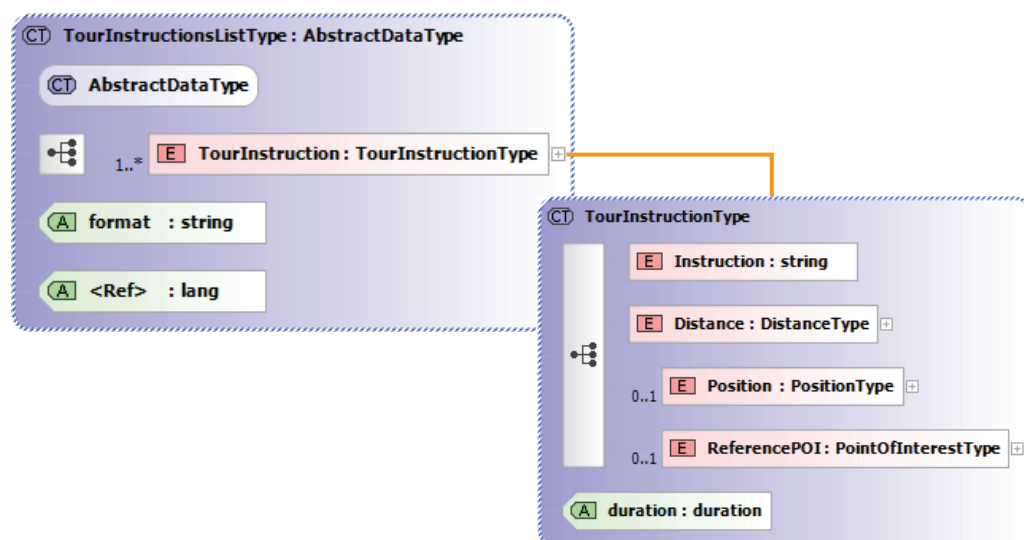 CT TourInstructionsListType : AbstractDataType
CT AbstractDataType
1..* E TourInstruction : TourInstructionType
A format : string
A <Ref> : lang
CT TourInstructionType
E Instruction : string
E Distance : DistanceType
0..1 E Position : PositionType
0..1 E ReferencePOI : PointOfInterestType
A duration : duration